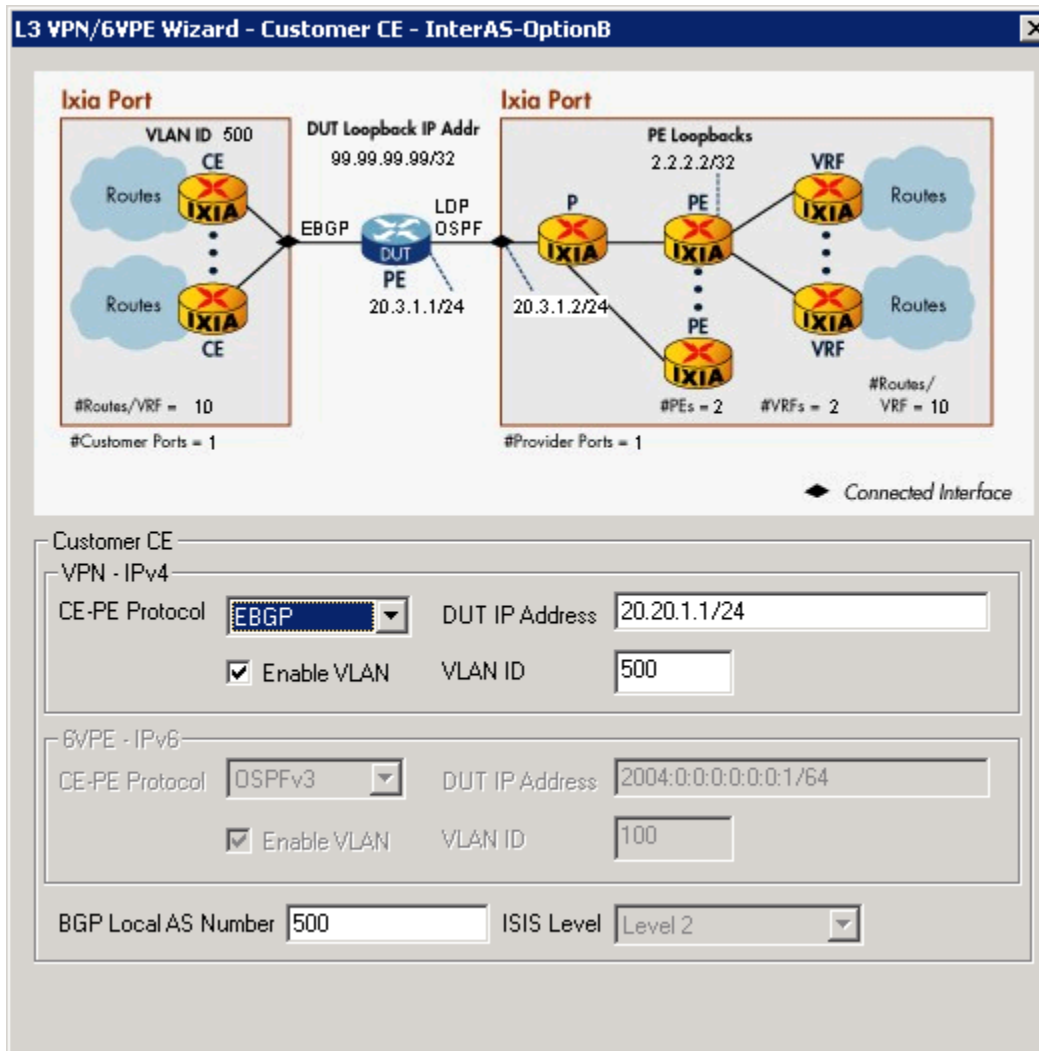 L3 VPN/6VPE Wizard - Customer CE - InterAS-OptionB
Ixia Port
Ixia Port
VLAN ID 500
CE
DUT Loopback IP Addr
99.99.99.99/32
PE Loopbacks
2.2.2.2/32
VRF
Routes
IXIA
EBGP
DUT
PE
LDP
OSPF
P
IXIA
PE
IXIA
IXIA
Routes
20.3.1.1/24
20.3.1.2/24
Routes
IXIA
CE
PE
IXIA
IXIA
VRF
Routes
#Routes/VRF = 10
#PEs = 2
#VRFs = 2
#Routes/
VRF = 10
#Customer Ports = 1
#Provider Ports = 1
Connected Interface
Customer CE
VPN - IPv4
CE-PE Protocol
EBGP
DUT IP Address
20.20.1.1/24
Enable VLAN
VLAN ID
500
6VPE - IPv6
CE-PE Protocol
OSPFv3
DUT IP Address
2004:0:0:0:0:0:0:1/64
Enable VLAN
VLAN ID
100
BGP Local AS Number
500
ISIS Level
Level 2